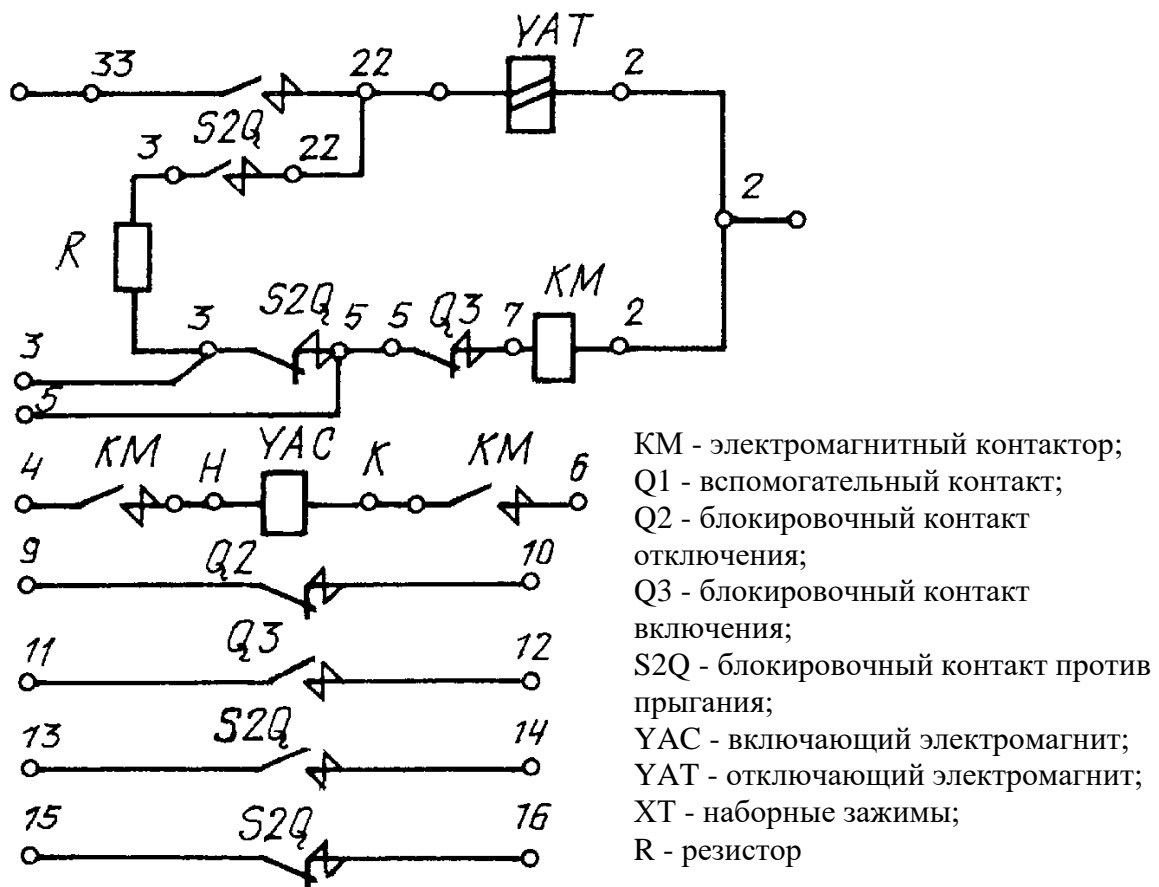 YAT
33 22 2
S2Q
3 22
2
R
S2Q Q3 KM
3 5 5 7 2
3
5
4 KM H YAC K KM 6
9 Q2 10
11 Q3 12
13 S2Q 14
15 S2Q 16
КМ - электромагнитный контактор;
Q1 - вспомогательный контакт;
Q2 - блокировочный контакт
отключения;
Q3 - блокировочный контакт
включения;
S2Q - блокировочный контакт против
прыгания;
YAC - включающий электромагнит;
YAT - отключающий электромагнит;
ХТ - наборные зажимы;
R - резистор